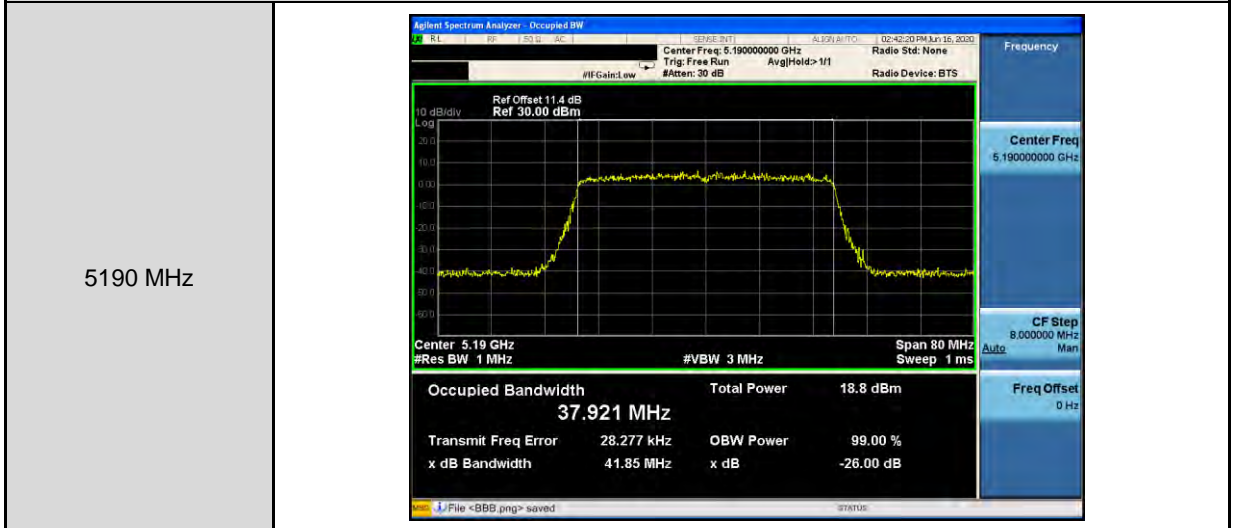 5190 MHz
Agilent Spectrum Analyzer - Occupied BW
RL RF 50 Ω AC SENSE:INT ALIGN AUTO 02:42:20 PM Jun 16, 2020
Center Freq: 5.190000000 GHz Radio Std: None
Trig: Free Run Avg|Hold:> 1/1
#IFGain:Low #Atten: 30 dB Radio Device: BTS
Ref Offset 11.4 dB
10 dB/div Ref 30.00 dBm
Log
20.0
10.0
0.00
-10.0
-20.0
-30.0
-40.0
-50.0
-60.0
Center 5.19 GHz Span 80 MHz
#Res BW 1 MHz #VBW 3 MHz Sweep 1 ms
Occupied Bandwidth Total Power 18.8 dBm
37.921 MHz
Transmit Freq Error 28.277 kHz OBW Power 99.00 %
x dB Bandwidth 41.85 MHz x dB -26.00 dB
MSG File <BBB.png> saved STATUS
Frequency
Center Freq
5.190000000 GHz
CF Step
8.000000 MHz
Auto Man
Freq Offset
0 Hz